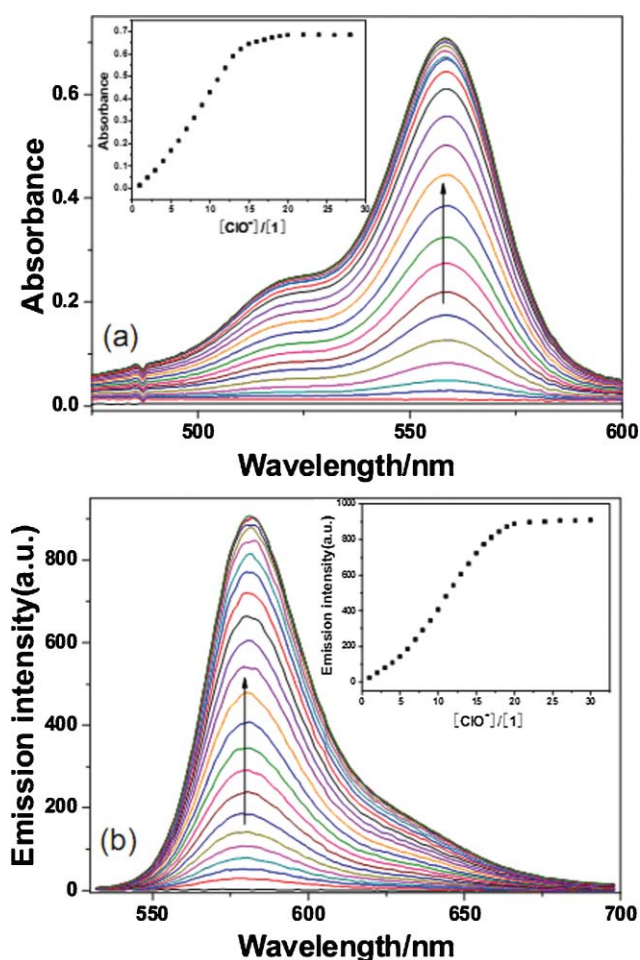 0.7
0.6
0.5
0.4
0.3
0.2
0.1
0.0
Absorbance
0 5 10 15 20 25 30
[ClO⁻]/[1]
0.6
0.4
0.2
0.0
Absorbance
(a)
500 550 600
Wavelength/nm
1000
800
600
400
200
0
Emission intensity(a.u.)
0 5 10 15 20 25 30
[ClO⁻]/[1]
800
600
400
200
0
Emission intensity(a.u.)
(b)
550 600 650 700
Wavelength/nm